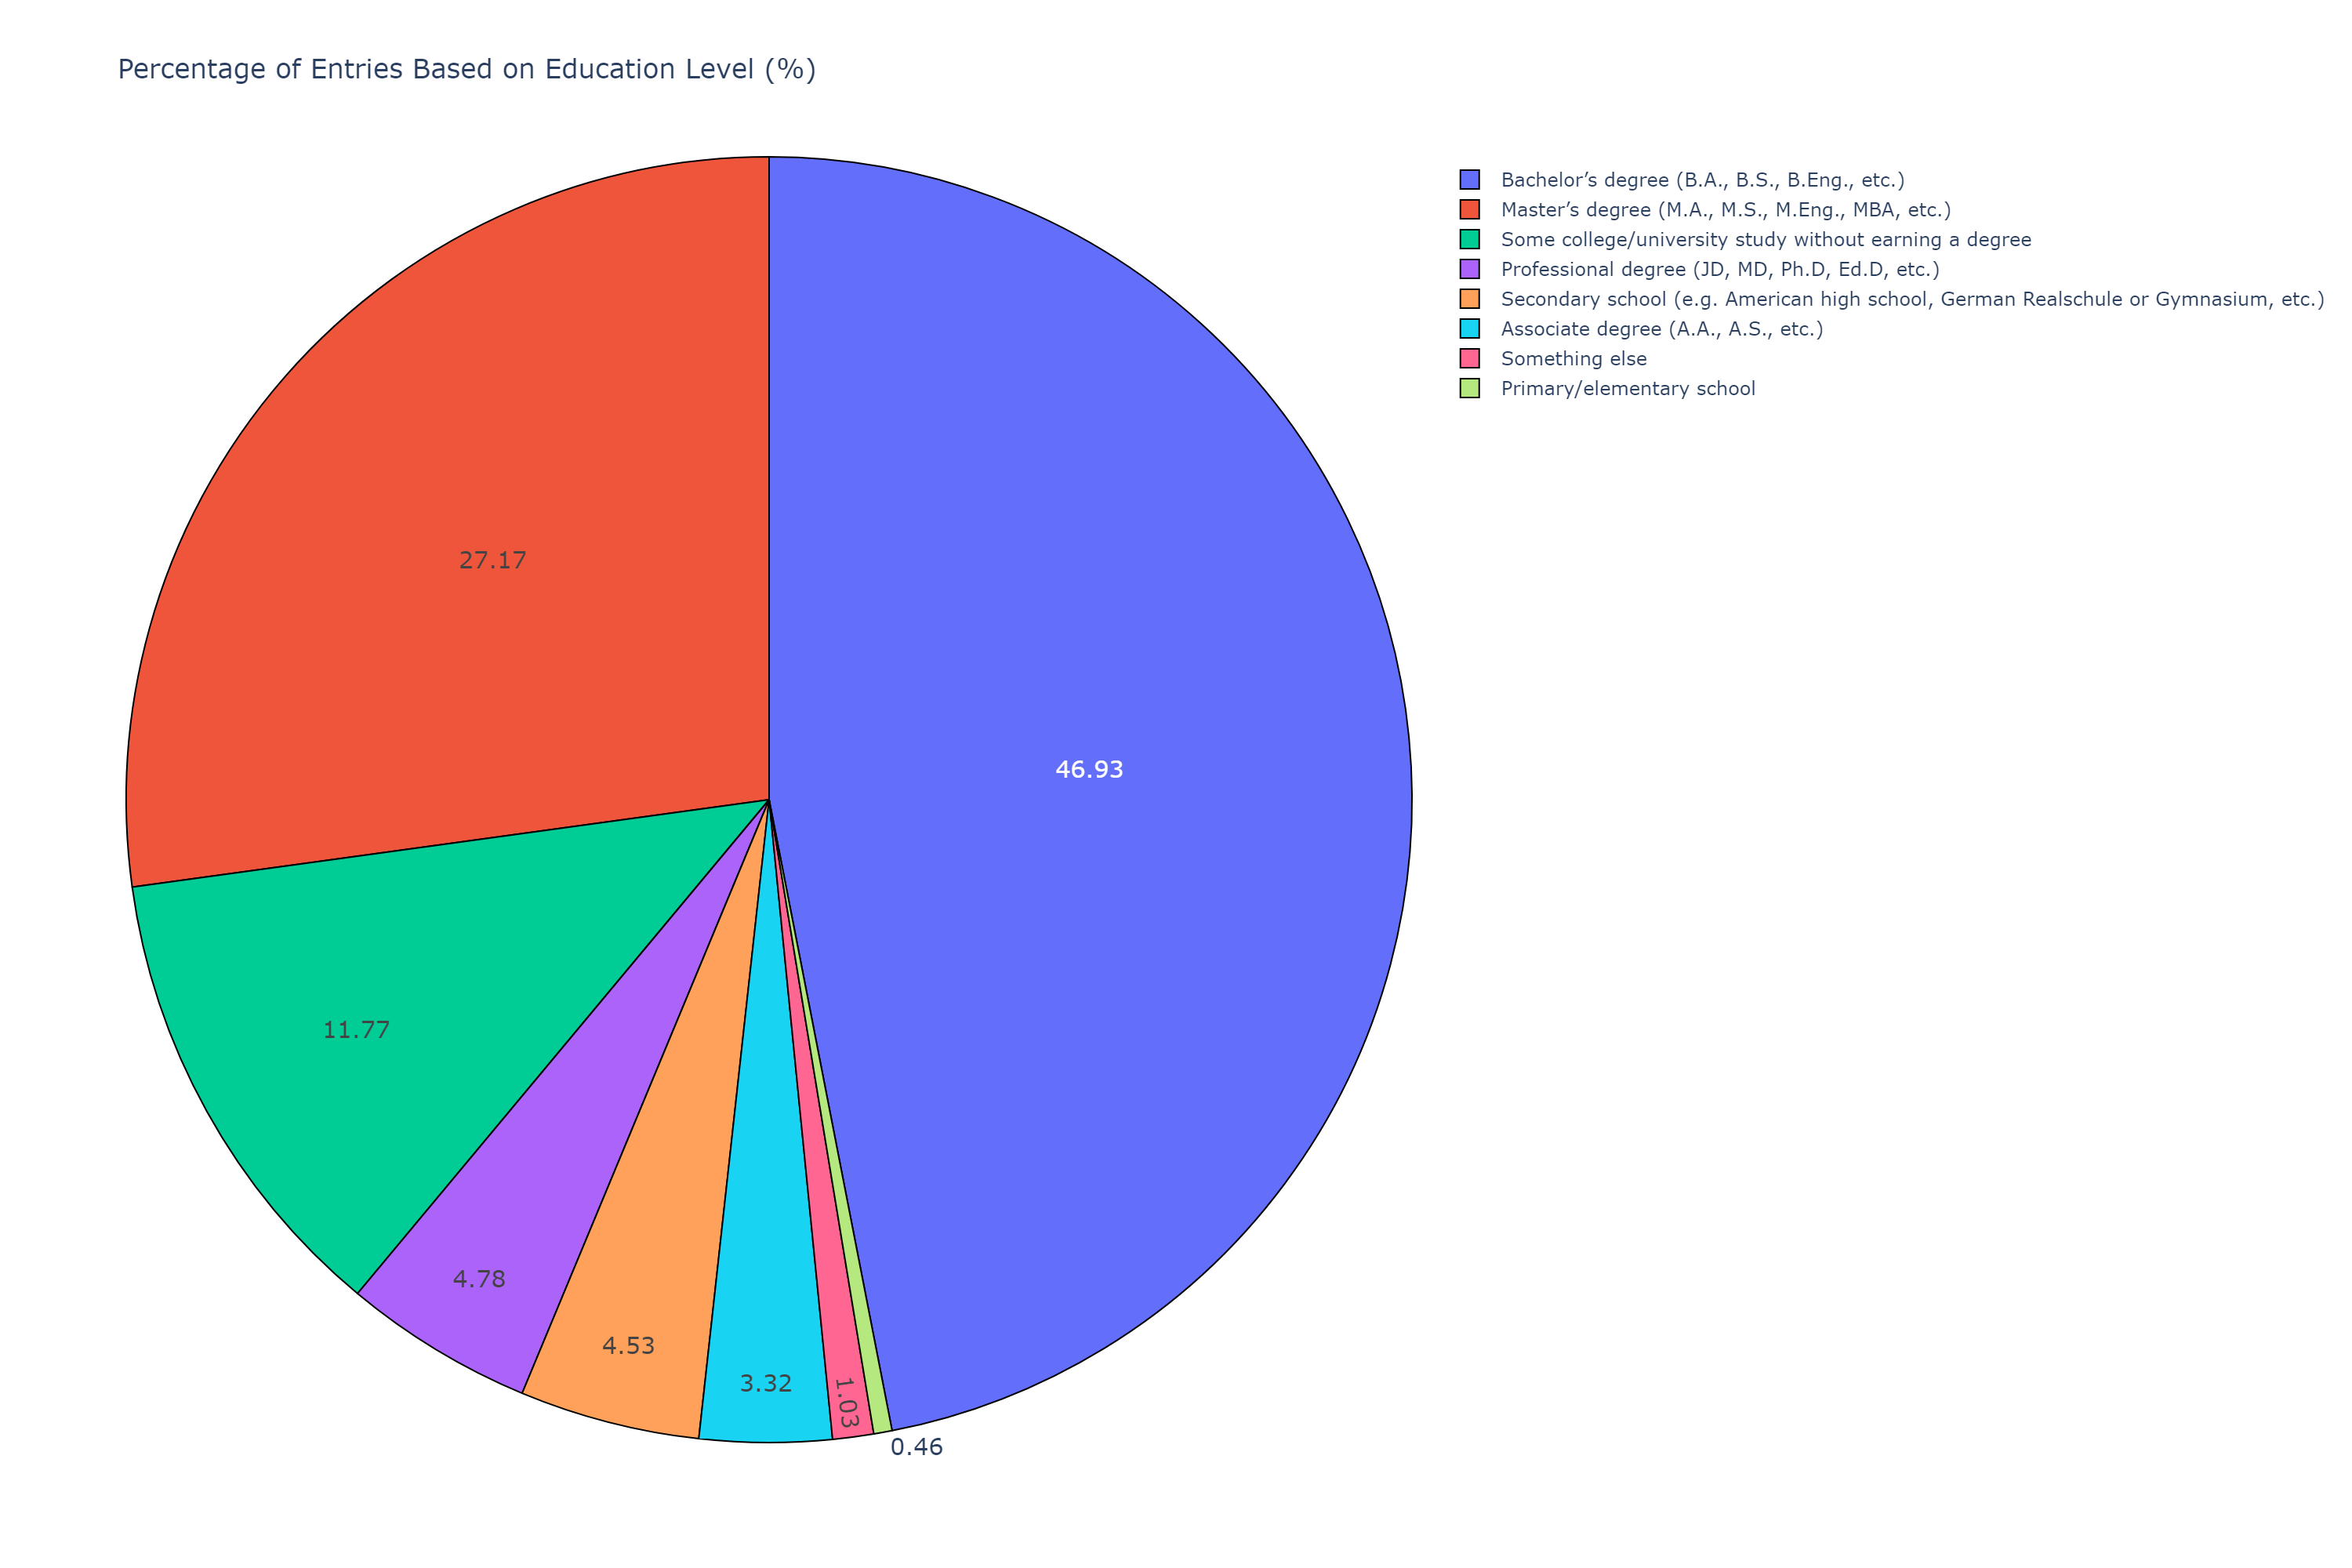 Percentage of Entries Based on Education Level (%)
Bachelor’s degree (B.A., B.S., B.Eng., etc.)
Master’s degree (M.A., M.S., M.Eng., MBA, etc.)
Some college/university study without earning a degree
Professional degree (JD, MD, Ph.D, Ed.D, etc.)
Secondary school (e.g. American high school, German Realschule or Gymnasium, etc.)
Associate degree (A.A., A.S., etc.)
Something else
Primary/elementary school
27.17
46.93
11.77
4.78
4.53
3.32
1.03
0.46